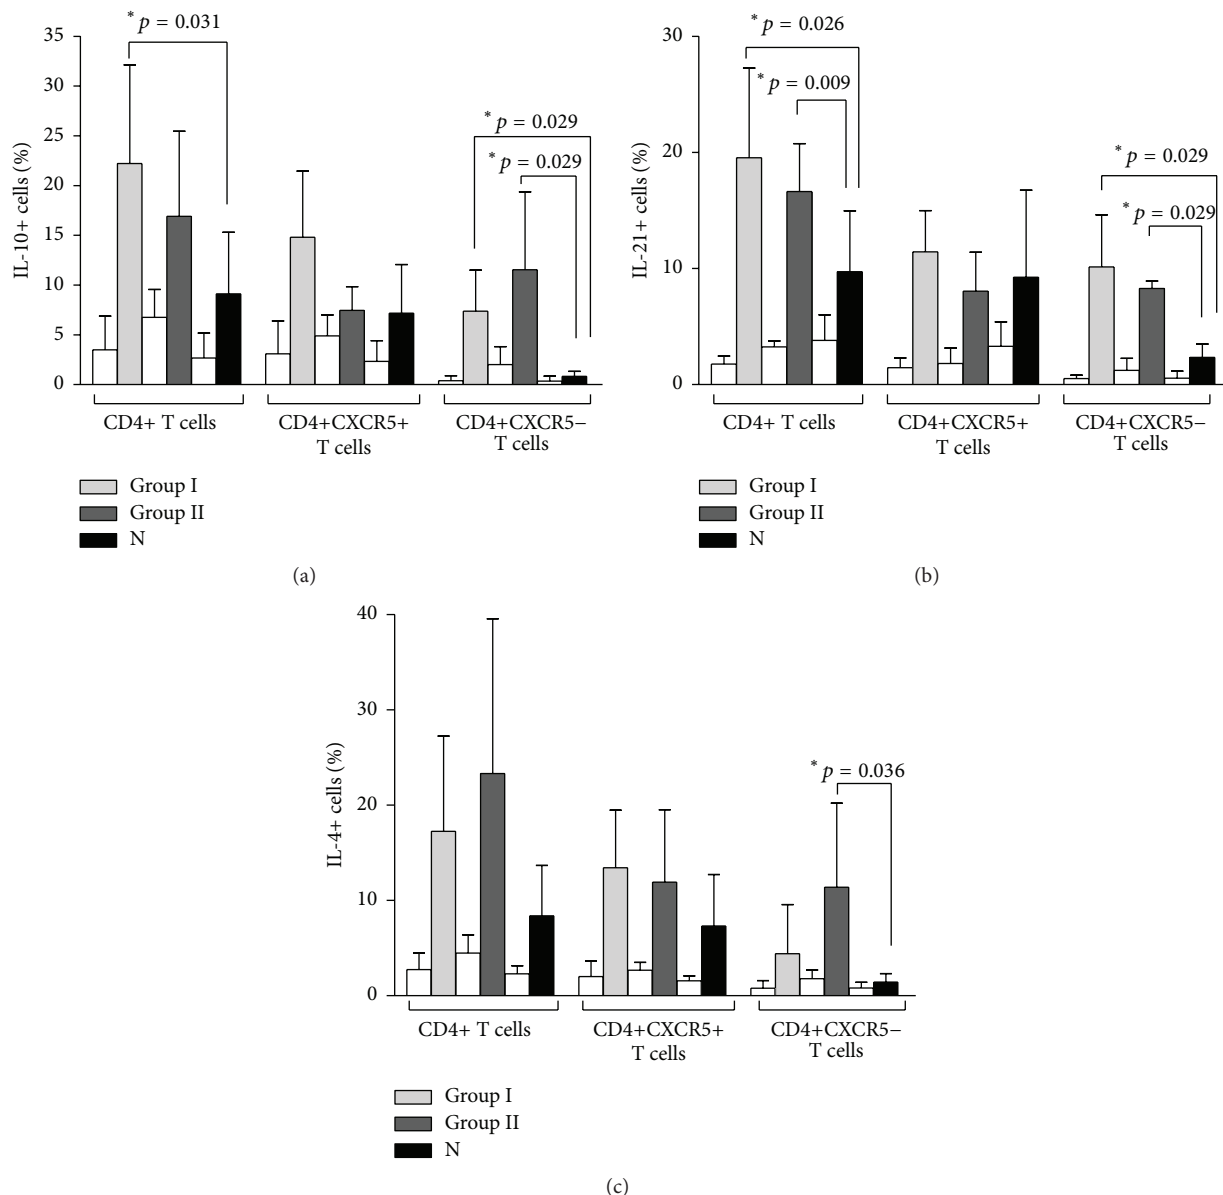 IL-10+ cells (%)
35
30
25
20
15
10
5
0
* p = 0.031
* p = 0.029
* p = 0.029
CD4+ T cells
CD4+CXCR5+
T cells
CD4+CXCR5−
T cells
Group I
Group II
N
(a)
IL-21+ cells (%)
30
20
10
0
* p = 0.026
* p = 0.009
* p = 0.029
* p = 0.029
CD4+ T cells
CD4+CXCR5+
T cells
CD4+CXCR5−
T cells
Group I
Group II
N
(b)
IL-4+ cells (%)
40
30
20
10
0
* p = 0.036
CD4+ T cells
CD4+CXCR5+
T cells
CD4+CXCR5−
T cells
Group I
Group II
N
(c)